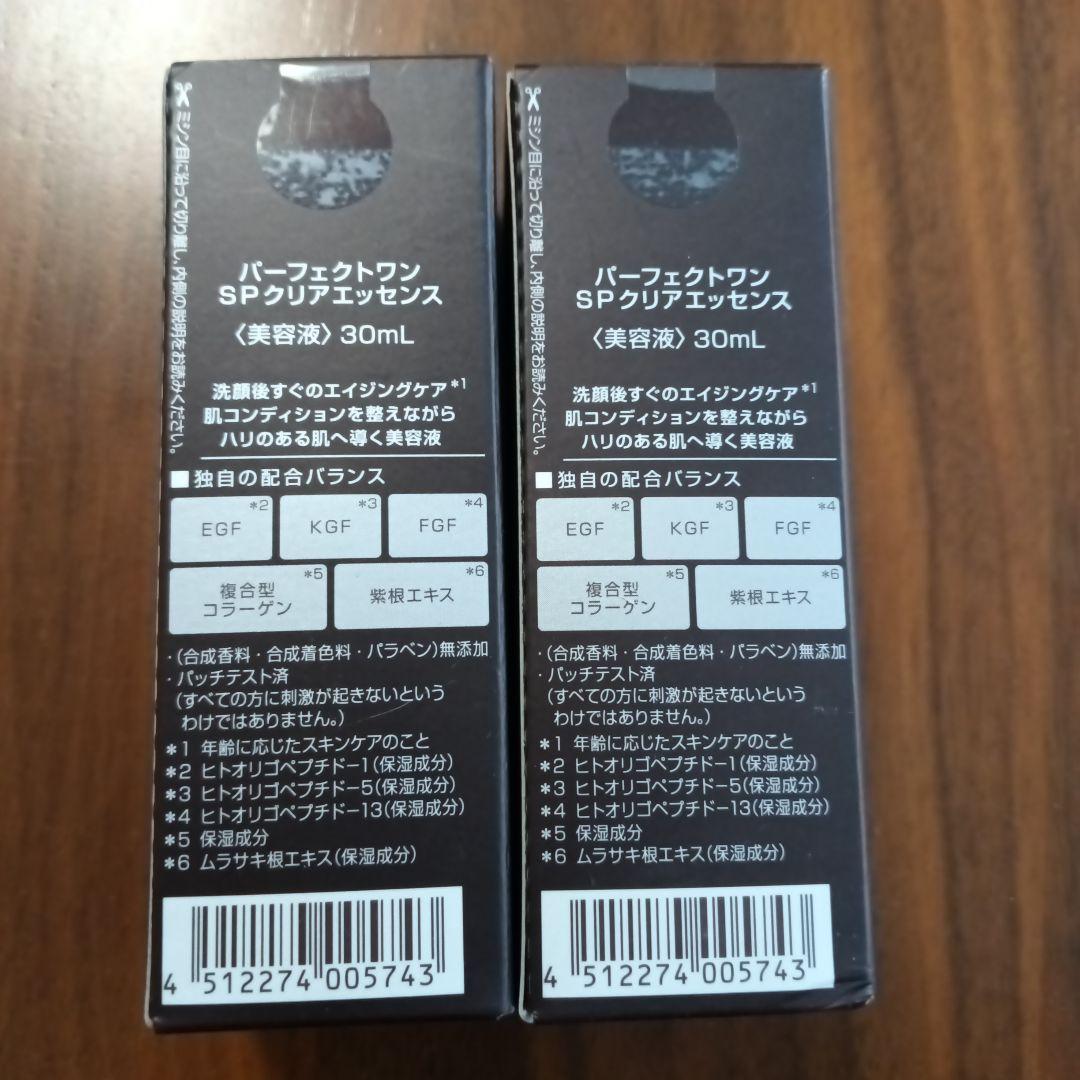 ミシン目に沿って切り離し、内側の説明をお読みください。
パーフェクトワン
SPクリアエッセンス
〈美容液〉30mL
洗顔後すぐのエイジングケア*1
肌コンディションを整えながら
ハリのある肌へ導く美容液
■独自の配合バランス
EGF*2 KGF*3 FGF*4
複合型
コラーゲン*5 紫根エキス*6
・(合成香料・合成着色料・パラベン)無添加
・パッチテスト済
(すべての方に刺激が起きないという
わけではありません。)
*1 年齢に応じたスキンケアのこと
*2 ヒトオリゴペプチド-1(保湿成分)
*3 ヒトオリゴペプチド-5(保湿成分)
*4 ヒトオリゴペプチド-13(保湿成分)
*5 保湿成分
*6 ムラサキ根エキス(保湿成分)
4 512274 005743
ミシン目に沿って切り離し、内側の説明をお読みください。
パーフェクトワン
SPクリアエッセンス
〈美容液〉30mL
洗顔後すぐのエイジングケア*1
肌コンディションを整えながら
ハリのある肌へ導く美容液
■独自の配合バランス
EGF*2 KGF*3 FGF*4
複合型
コラーゲン*5 紫根エキス*6
・(合成香料・合成着色料・パラベン)無添加
・パッチテスト済
(すべての方に刺激が起きないという
わけではありません。)
*1 年齢に応じたスキンケアのこと
*2 ヒトオリゴペプチド-1(保湿成分)
*3 ヒトオリゴペプチド-5(保湿成分)
*4 ヒトオリゴペプチド-13(保湿成分)
*5 保湿成分
*6 ムラサキ根エキス(保湿成分)
4 512274 005743